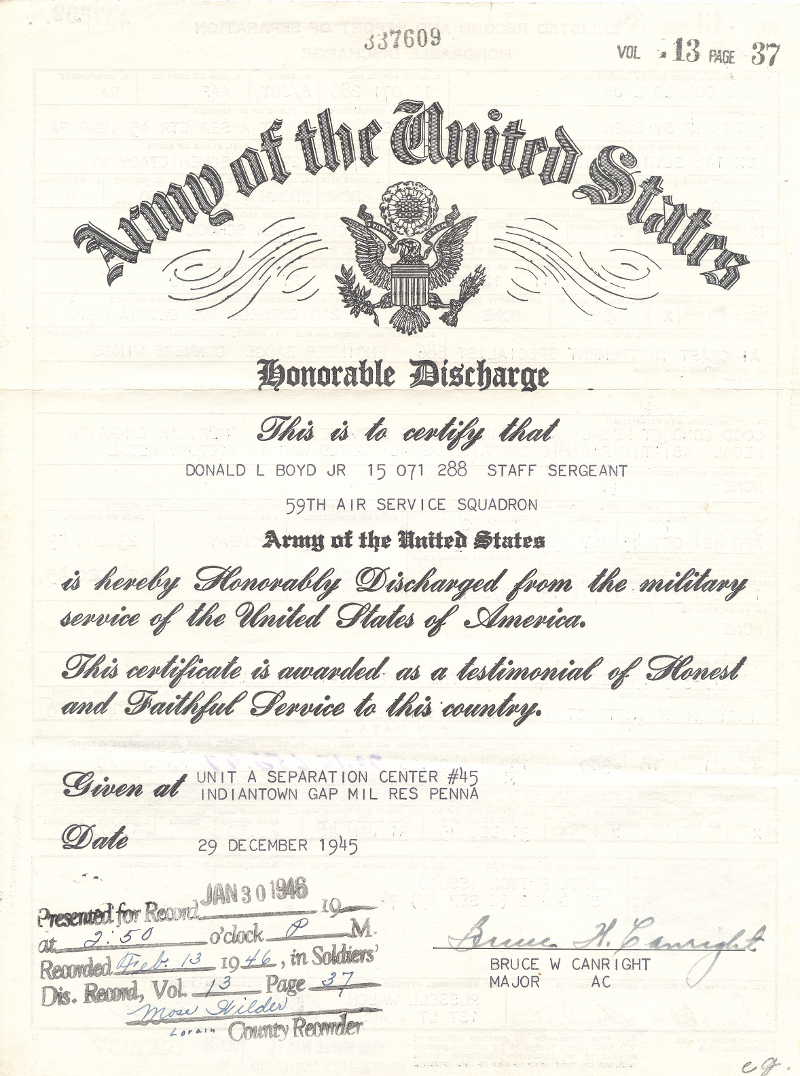 337609
VOL . 13 PAGE 37
Army of the United States
Honorable Discharge
This is to certify that
DONALD L BOYD JR 15 071 288 STAFF SERGEANT
59TH AIR SERVICE SQUADRON
Army of the United States
is hereby Honorably Discharged from the military
service of the United States of America.
This certificate is awarded as a testimonial of Honest
and Faithful Service to this country.
Given at UNIT A SEPARATION CENTER #45
INDIANTOWN GAP MIL RES PENNA
Date 29 DECEMBER 1945
Presented for Record JAN 30 1946 19
at 2:50 o'clock P M.
Recorded Feb. 13 1946, in Soldiers'
Dis. Record, Vol. 13 Page 37
Mose Hilder
Lorain County Recorder
Bruce W. Canright
BRUCE W CANRIGHT
MAJOR AC
eg.